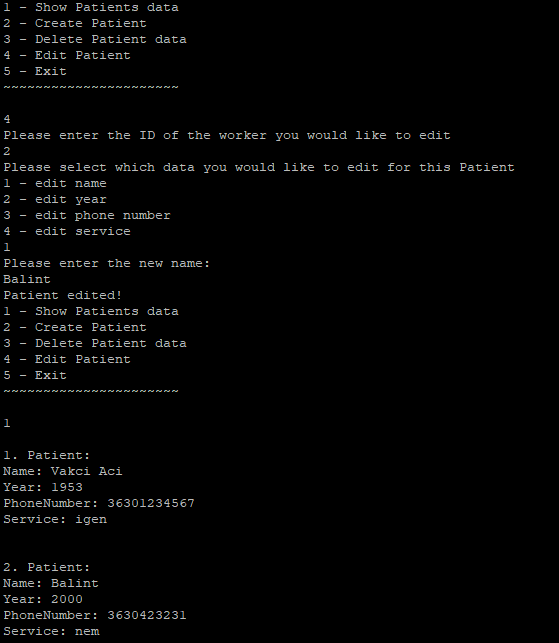 1 - Show Patients data
2 - Create Patient
3 - Delete Patient data
4 - Edit Patient
5 - Exit
~~~~~~~~~~~~~~~~~~~~~~
4
Please enter the ID of the worker you would like to edit
2
Please select which data you would like to edit for this Patient
1 - edit name
2 - edit year
3 - edit phone number
4 - edit service
1
Please enter the new name:
Balint
Patient edited!
1 - Show Patients data
2 - Create Patient
3 - Delete Patient data
4 - Edit Patient
5 - Exit
~~~~~~~~~~~~~~~~~~~~~~
1
1. Patient:
Name: Vakci Aci
Year: 1953
PhoneNumber: 36301234567
Service: igen
2. Patient:
Name: Balint
Year: 2000
PhoneNumber: 3630423231
Service: nem